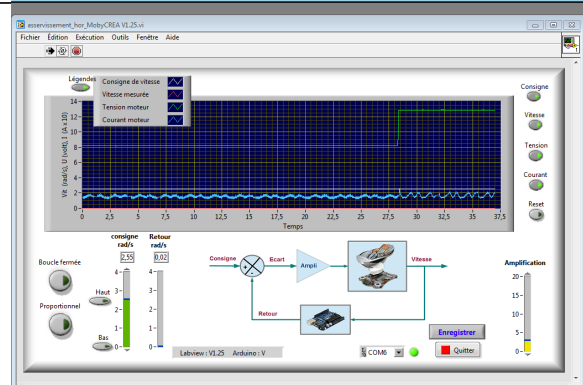 asservissement_hor_MobyCREA V1.25.vi
Fichier Édition Exécution Outils Fenêtre Aide
Légendes
Consigne de vitesse
Vitesse mesurée
Tension moteur
Courant moteur
Vit (rad/s), U (volt), I (A x10)
14
12
10
8
6
4
2
0
0 2,5 5 7,5 10 12,5 15 17,5 20 22,5 25 27,5 30 32,5 35 37,5
Temps
Consigne
Vitesse
Tension
Courant
Reset
Boucle fermée
Proportionnel
consigne
rad/s
2,55
4
3
2
1
0
Haut
Bas
Retour
rad/s
0,02
4
3
2
1
0
Consigne
Ecart
Ampli
Vitesse
Retour
Labview : V1.25 Arduino : V
COM6
Enregistrer
Quitter
Amplification
20
15
10
5
0